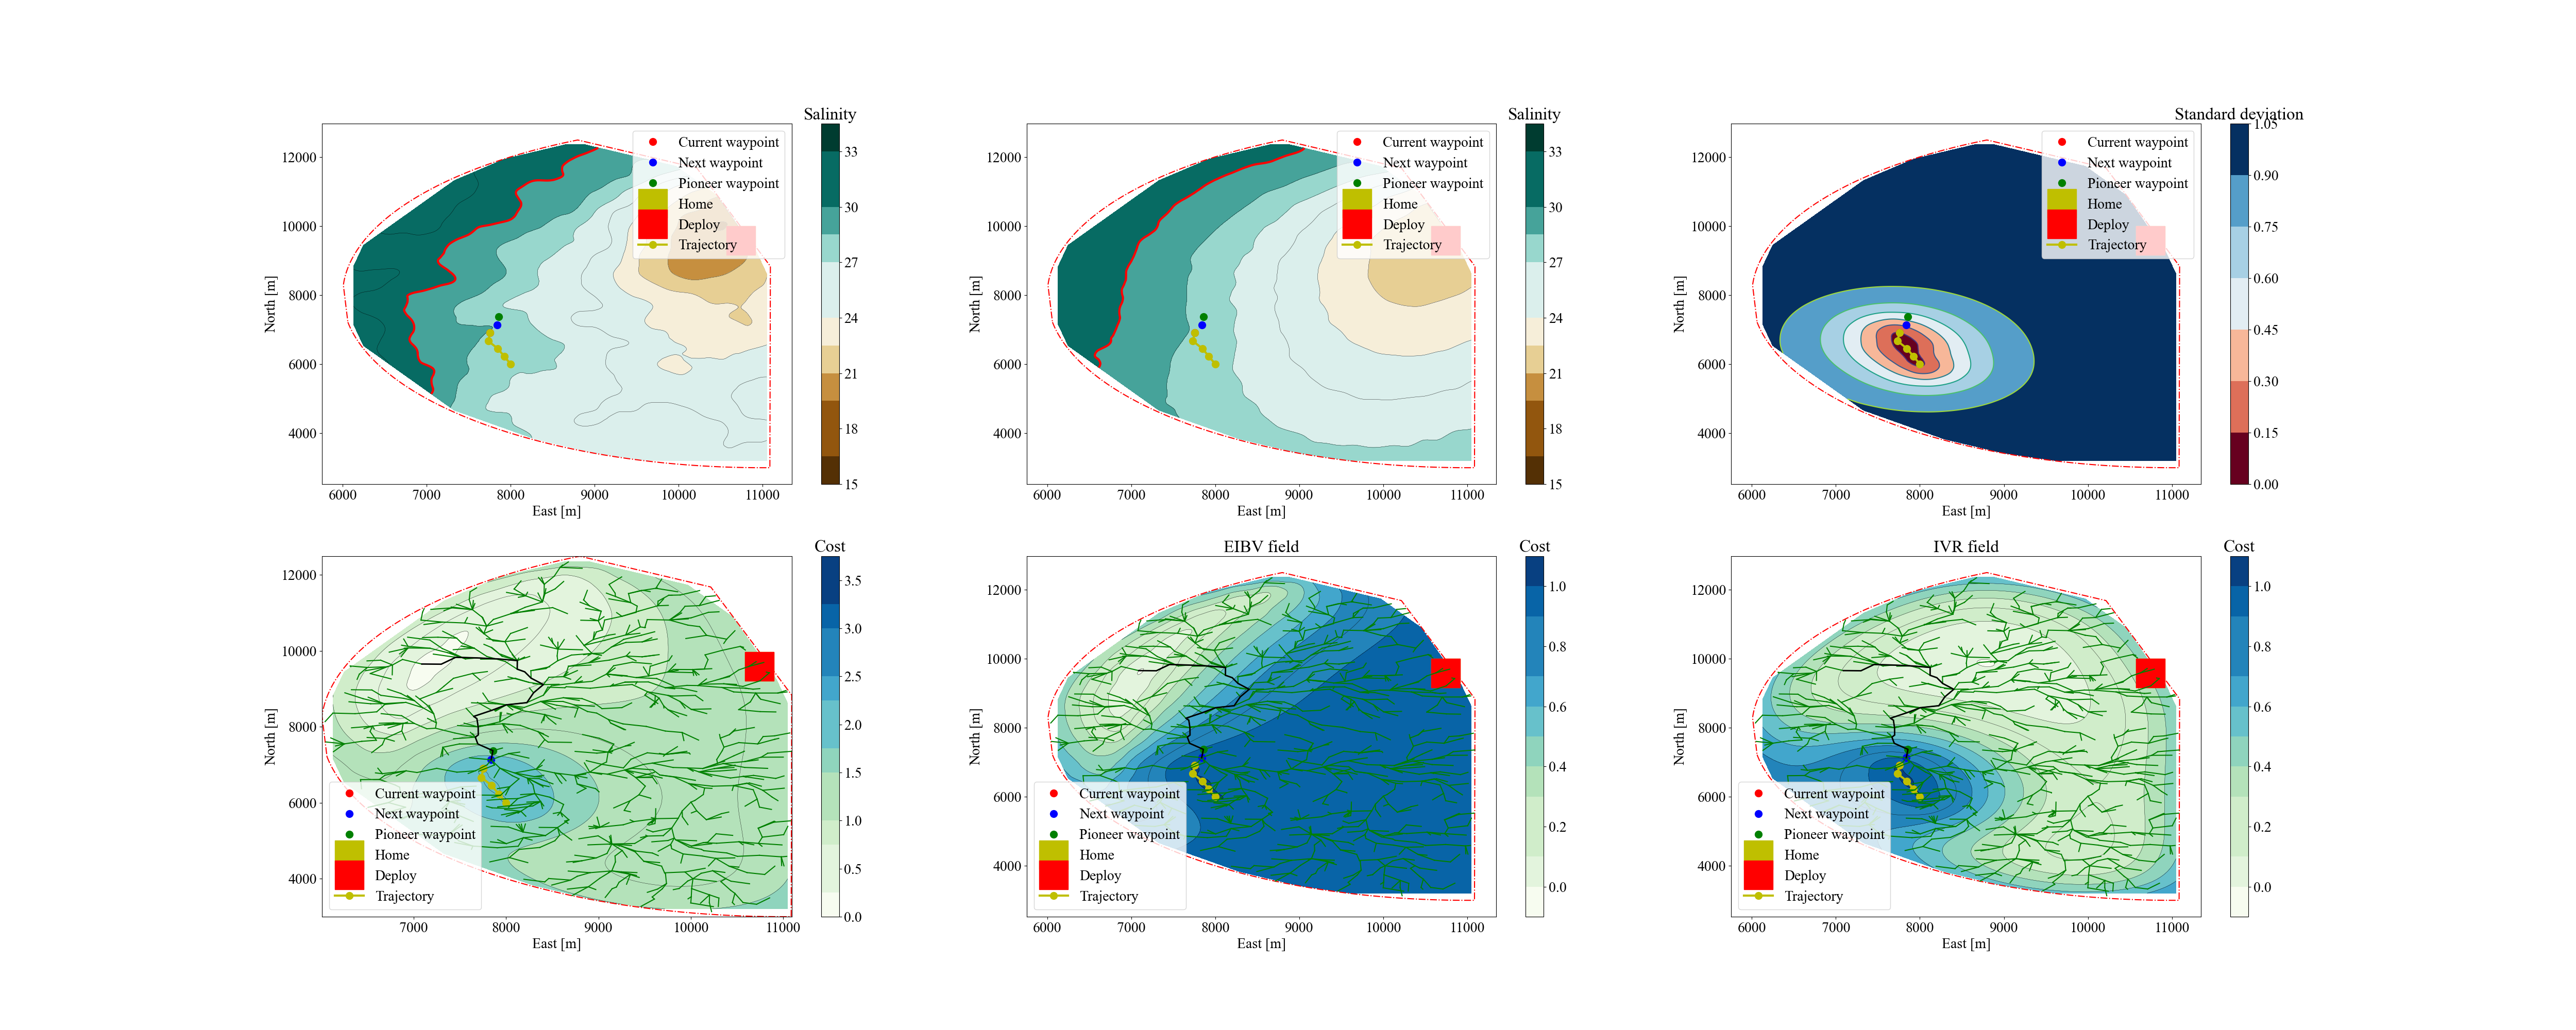 Salinity
12000
10000
8000
6000
4000
North [m]
6000 7000 8000 9000 10000 11000
East [m]
Current waypoint
Next waypoint
Pioneer waypoint
Home
Deploy
Trajectory
33
30
27
24
21
18
15
Salinity
12000
10000
8000
6000
4000
North [m]
6000 7000 8000 9000 10000 11000
East [m]
Current waypoint
Next waypoint
Pioneer waypoint
Home
Deploy
Trajectory
33
30
27
24
21
18
15
Standard deviation
12000
10000
8000
6000
4000
North [m]
6000 7000 8000 9000 10000 11000
East [m]
Current waypoint
Next waypoint
Pioneer waypoint
Home
Deploy
Trajectory
1.05
0.90
0.75
0.60
0.45
0.30
0.15
0.00
Cost
12000
10000
8000
6000
4000
North [m]
7000 8000 9000 10000 11000
East [m]
Current waypoint
Next waypoint
Pioneer waypoint
Home
Deploy
Trajectory
3.5
3.0
2.5
2.0
1.5
1.0
0.5
0.0
EIBV field
Cost
12000
10000
8000
6000
4000
North [m]
6000 7000 8000 9000 10000 11000
East [m]
Current waypoint
Next waypoint
Pioneer waypoint
Home
Deploy
Trajectory
1.0
0.8
0.6
0.4
0.2
0.0
IVR field
Cost
12000
10000
8000
6000
4000
North [m]
6000 7000 8000 9000 10000 11000
East [m]
Current waypoint
Next waypoint
Pioneer waypoint
Home
Deploy
Trajectory
1.0
0.8
0.6
0.4
0.2
0.0